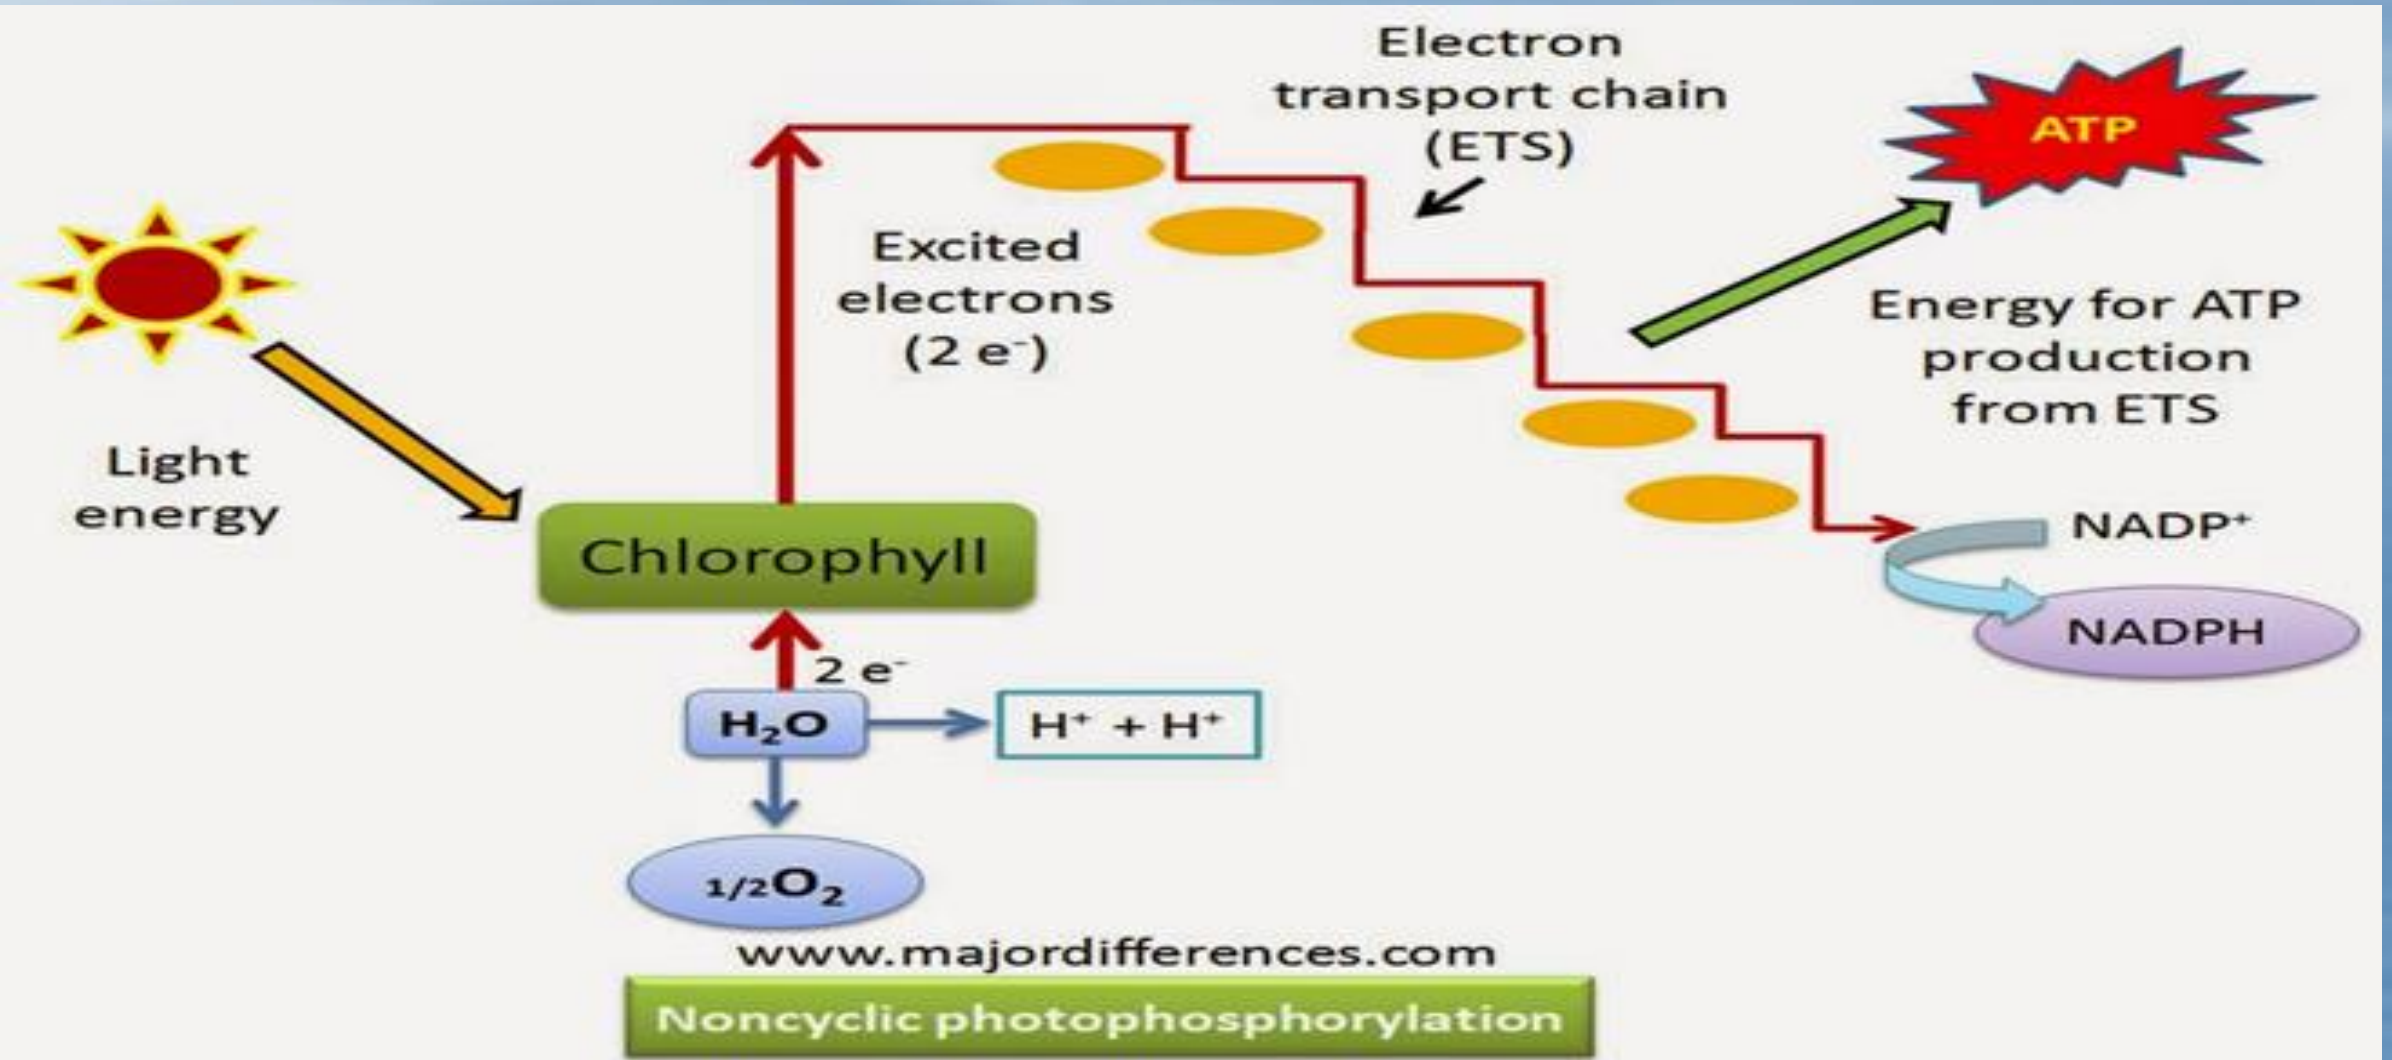 Electron
transport chain
(ETS)
ATP
Excited
electrons
(2 e⁻)
Energy for ATP
production
from ETS
Light
energy
Chlorophyll
NADP⁺
NADPH
2 e⁻
H₂O
H⁺ + H⁺
1/2O₂
www.majordifferences.com
Noncyclic photophosphorylation